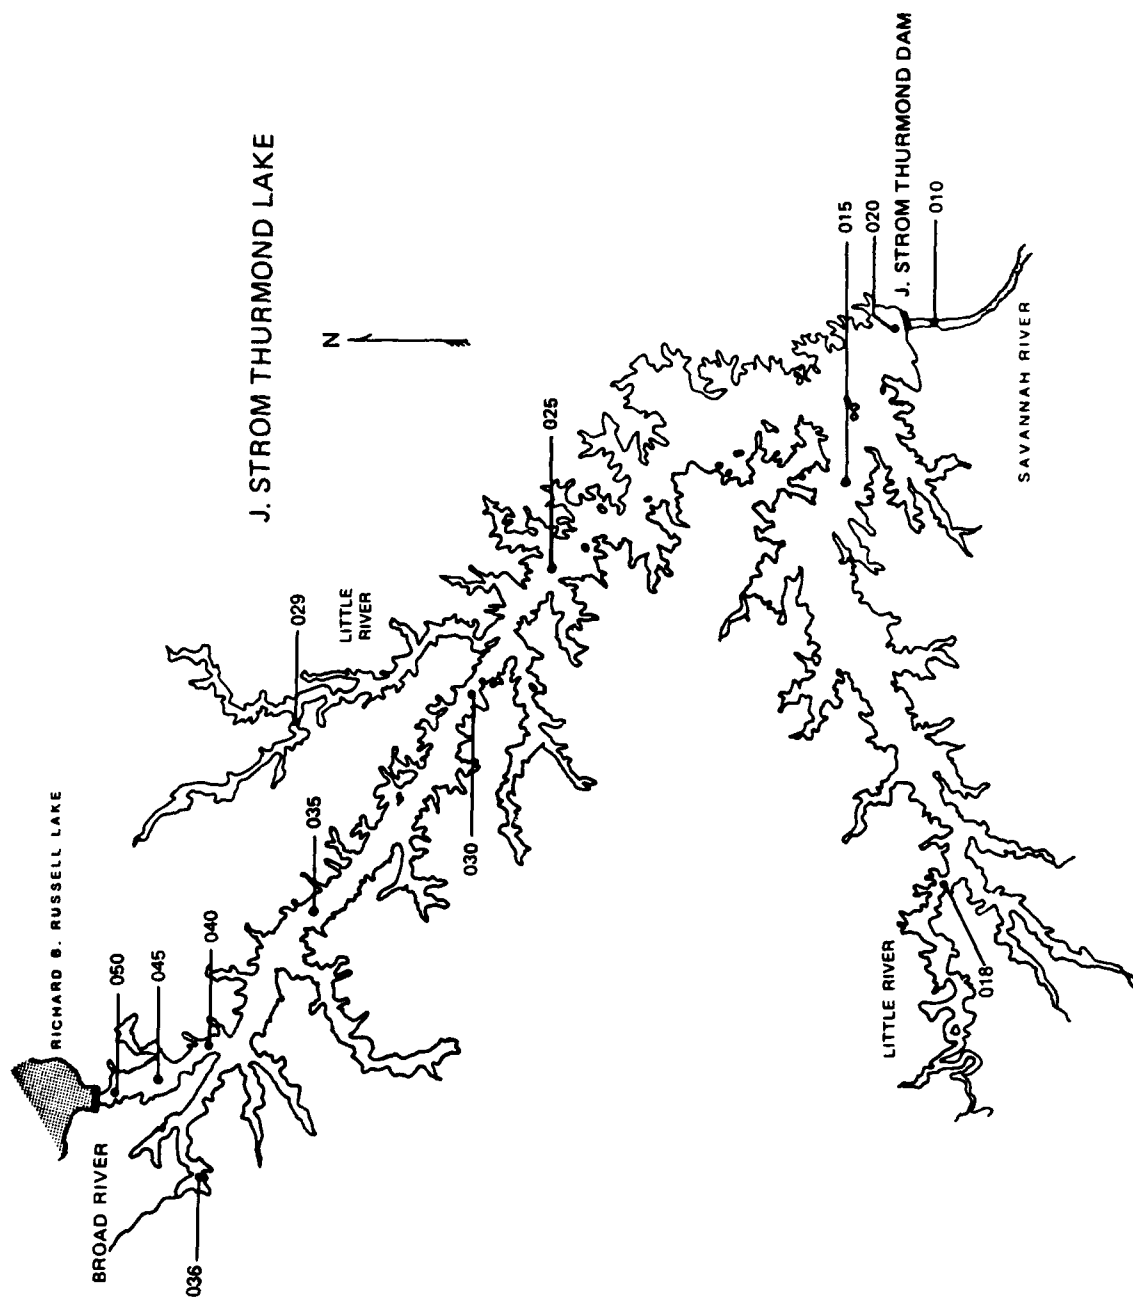 J. STROM THURMOND LAKE
N
RICHARD B. RUSSELL LAKE
BROAD RIVER
036
050
045
040
035
029
LITTLE
RIVER
030
025
015
020
J. STROM THURMOND DAM
010
SAVANNAH RIVER
LITTLE RIVER
018